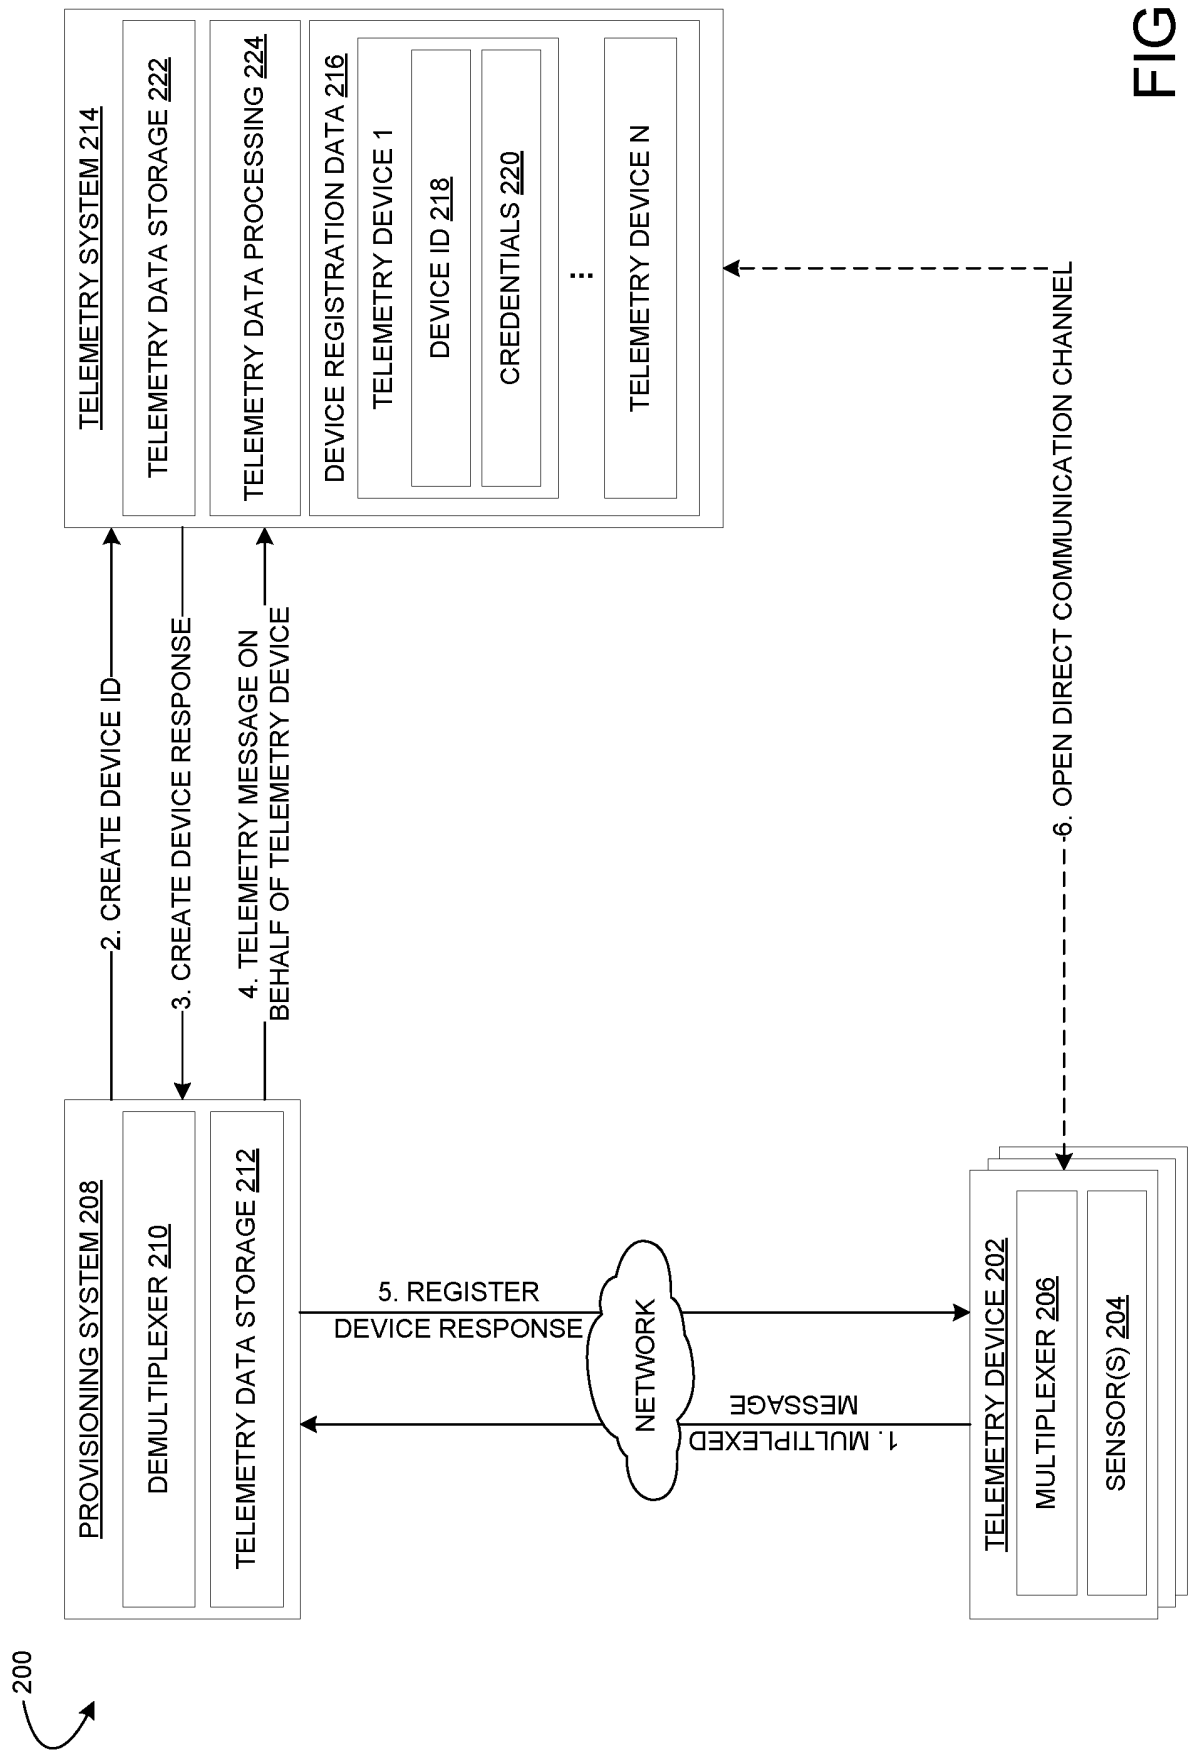 200
PROVISIONING SYSTEM 208
DEMULTIPLEXER 210
TELEMETRY DATA STORAGE 212
2. CREATE DEVICE ID
3. CREATE DEVICE RESPONSE
4. TELEMETRY MESSAGE ON
BEHALF OF TELEMETRY DEVICE
TELEMETRY SYSTEM 214
TELEMETRY DATA STORAGE 222
TELEMETRY DATA PROCESSING 224
DEVICE REGISTRATION DATA 216
TELEMETRY DEVICE 1
DEVICE ID 218
CREDENTIALS 220
...
TELEMETRY DEVICE N
5. REGISTER
DEVICE RESPONSE
NETWORK
1. MULTIPLEXED
MESSAGE
TELEMETRY DEVICE 202
MULTIPLEXER 206
SENSOR(S) 204
6. OPEN DIRECT COMMUNICATION CHANNEL
FIG